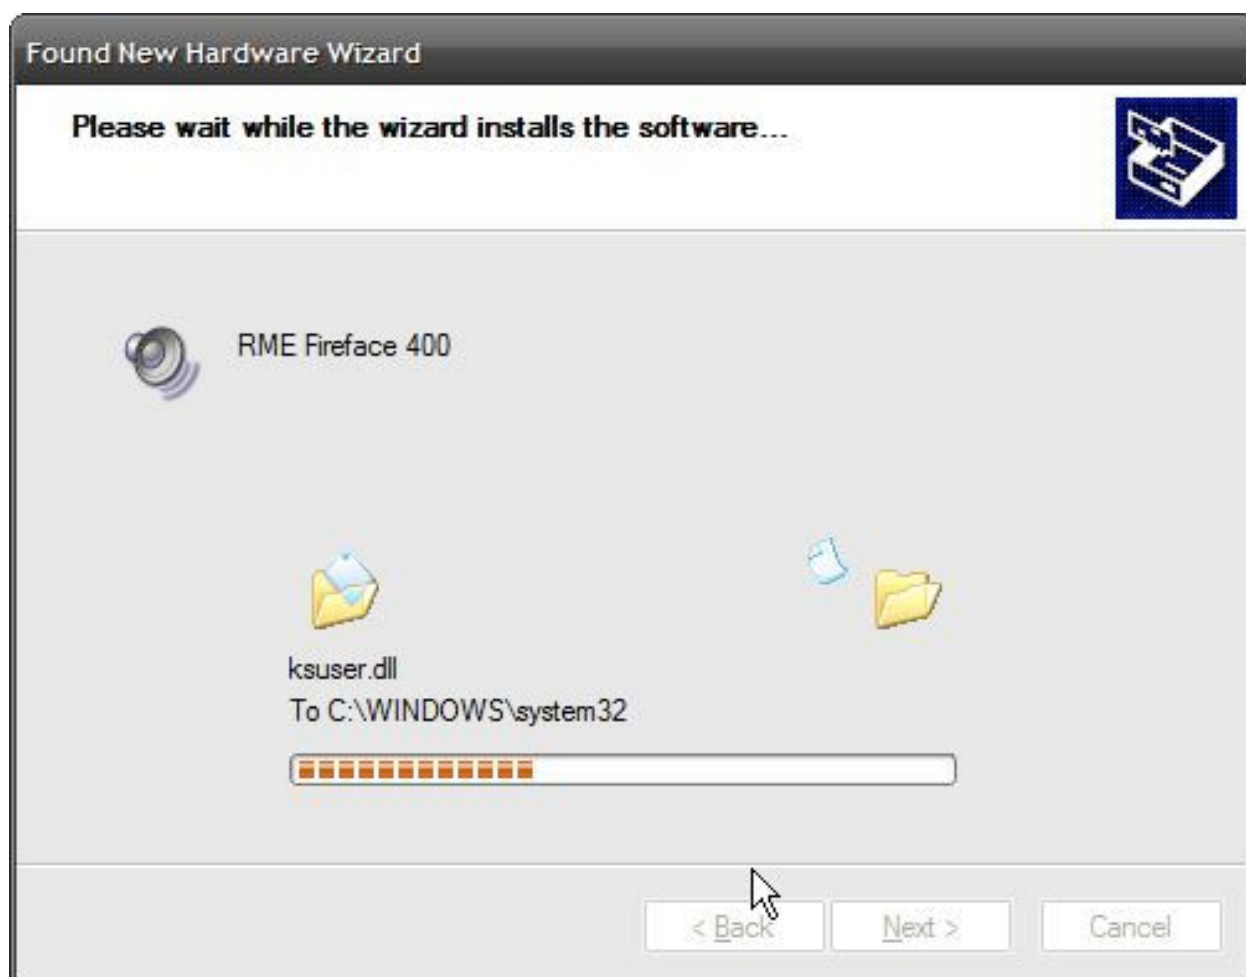 Found New Hardware Wizard
Please wait while the wizard installs the software...
RME Fireface 400
ksuser.dll
To C:\WINDOWS\system32
< Back
Next >
Cancel